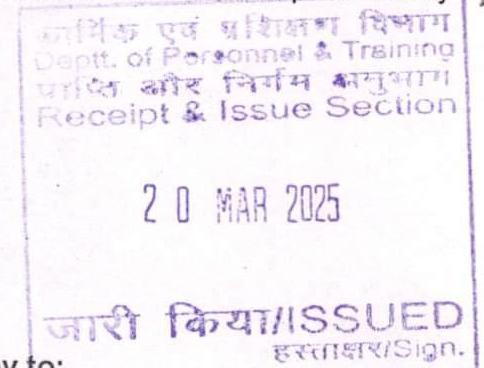 कार्मिक एवं प्रशिक्षण विभाग
Deptt. of Personnel & Training
प्राप्ति और निर्गम अनुभाग
Receipt & Issue Section
20 MAR 2025
जारी किया/ISSUED
हस्ताक्षर/Sign.
to: